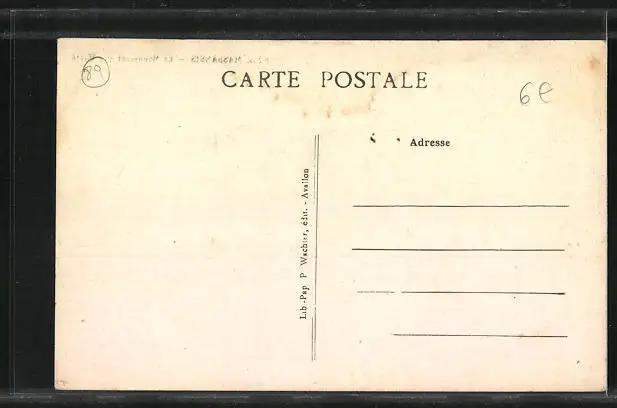 89
CARTE POSTALE
6€
Adresse
Lib-Pap P Wachter, édit. - Avallon